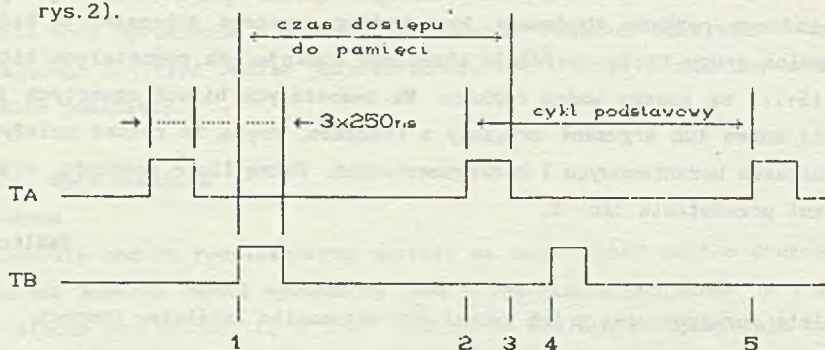 rys.2).
czas dostępu
do pamięci
3x250ns
cykl podstawowy
TA
TB
1 2 3 4 5